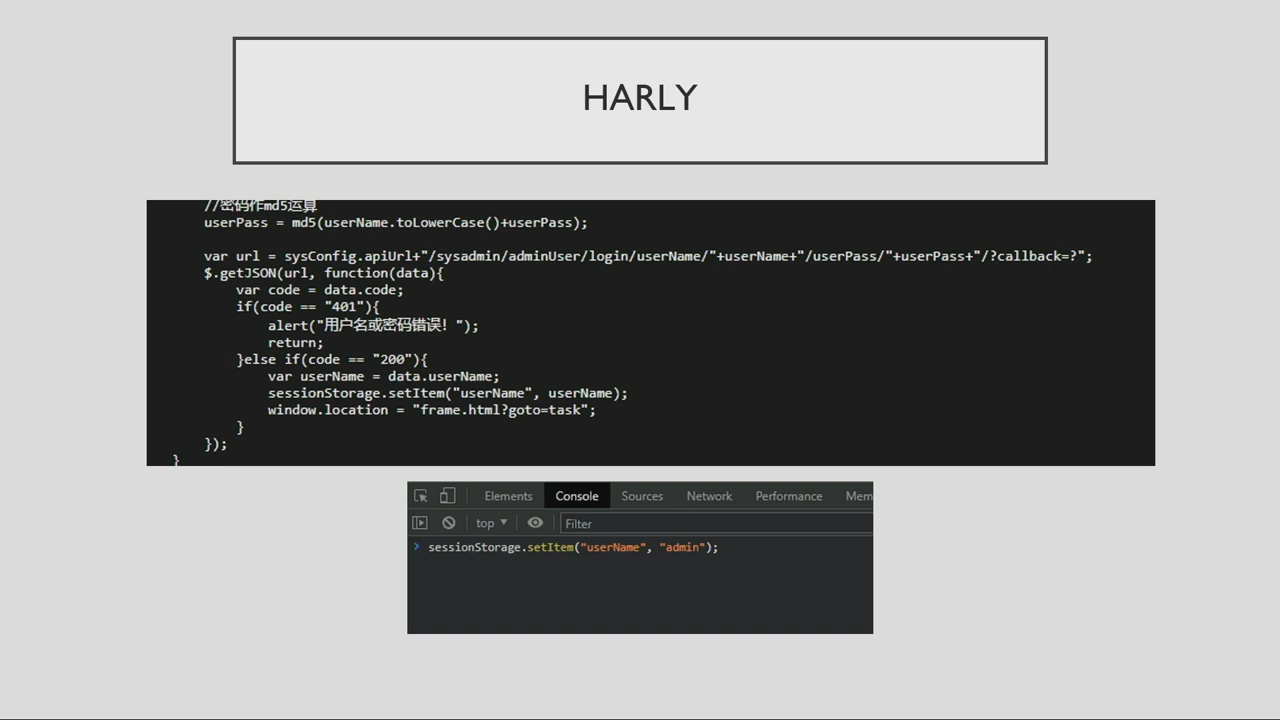 HARLY
//密码作md5运算
userPass = md5(userName.toLowerCase()+userPass);
var url = sysConfig.apiUrl+"/sysadmin/adminUser/login/userName/"+userName+"/userPass/"+userPass+"/?callback=?";
$.getJSON(url, function(data){
var code = data.code;
if(code == "401"){
alert("用户名或密码错误! ");
return;
}else if(code == "200"){
var userName = data.userName;
sessionStorage.setItem("userName", userName);
window.location = "frame.html?goto=task";
}
});
}
Elements Console Sources Network Performance Mem
top Filter
sessionStorage.setItem("userName", "admin");